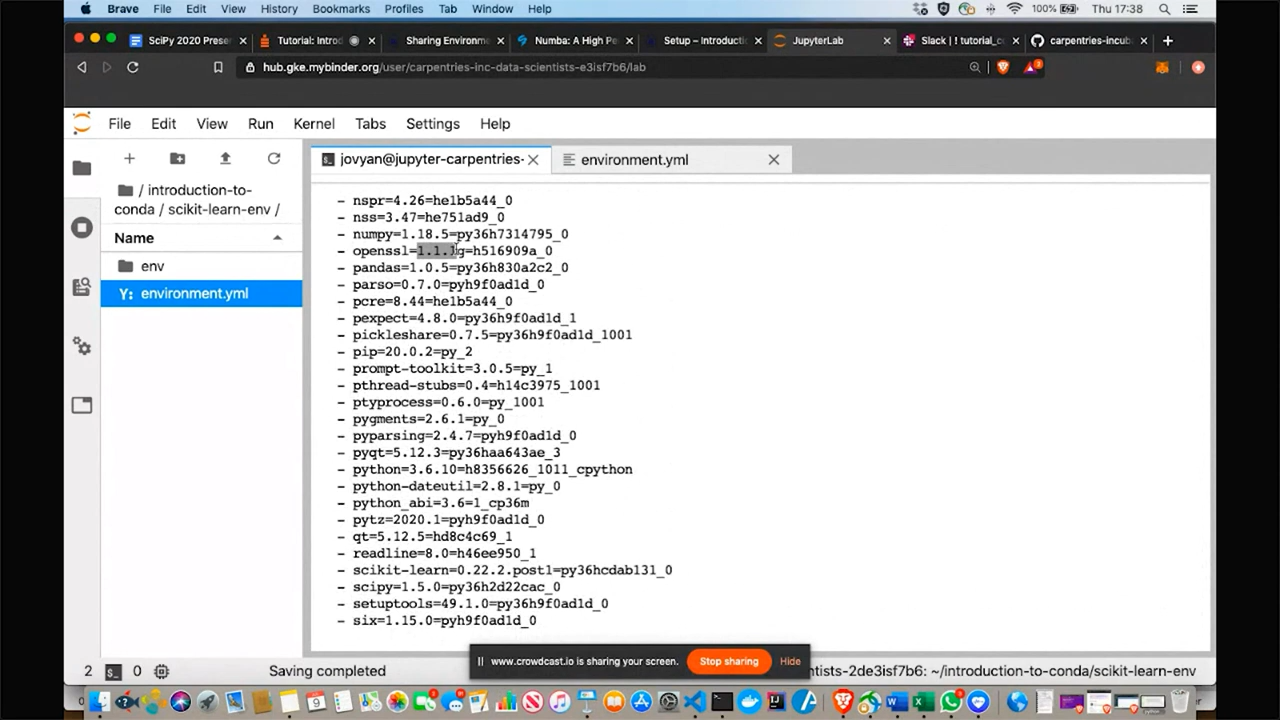 Brave File Edit View History Bookmarks Profiles Tab Window Help 100% Thu 17:38
SciPy 2020 Prese Tutorial: Introd Sharing Environme Numba: A High P Setup – Introductio JupyterLab Slack | ! tutorial_c carpentries-incub
hub.gke.mybinder.org/user/carpentries-inc-data-scientists-e3isf7b6/lab
File Edit View Run Kernel Tabs Settings Help
jovyan@jupyter-carpentries- environment.yml
/ introduction-to-
conda / scikit-learn-env /
Name
env
environment.yml
- nspr=4.26=he1b5a44_0
- nss=3.47=he751ad9_0
- numpy=1.18.5=py36h7314795_0
- openssl=1.1.1g=h516909a_0
- pandas=1.0.5=py36h830a2c2_0
- parso=0.7.0=pyh9f0ad1d_0
- pcre=8.44=he1b5a44_0
- pexpect=4.8.0=py36h9f0ad1d_1
- pickleshare=0.7.5=py36h9f0ad1d_1001
- pip=20.0.2=py_2
- prompt-toolkit=3.0.5=py_1
- pthread-stubs=0.4=h14c3975_1001
- ptyprocess=0.6.0=py_1001
- pygments=2.6.1=py_0
- pyparsing=2.4.7=pyh9f0ad1d_0
- pyqt=5.12.3=py36haa643ae_3
- python=3.6.10=h8356626_1011_cpython
- python-dateutil=2.8.1=py_0
- python_abi=3.6=1_cp36m
- pytz=2020.1=pyh9f0ad1d_0
- qt=5.12.5=hd8c4c69_1
- readline=8.0=h46ee950_1
- scikit-learn=0.22.2.post1=py36hcdab131_0
- scipy=1.5.0=py36h2d22cac_0
- setuptools=49.1.0=py36h9f0ad1d_0
- six=1.15.0=pyh9f0ad1d_0
www.crowdcast.io is sharing your screen. Stop sharing Hide
2 0 Saving completed ntists-2de3isf7b6: ~/introduction-to-conda/scikit-learn-env